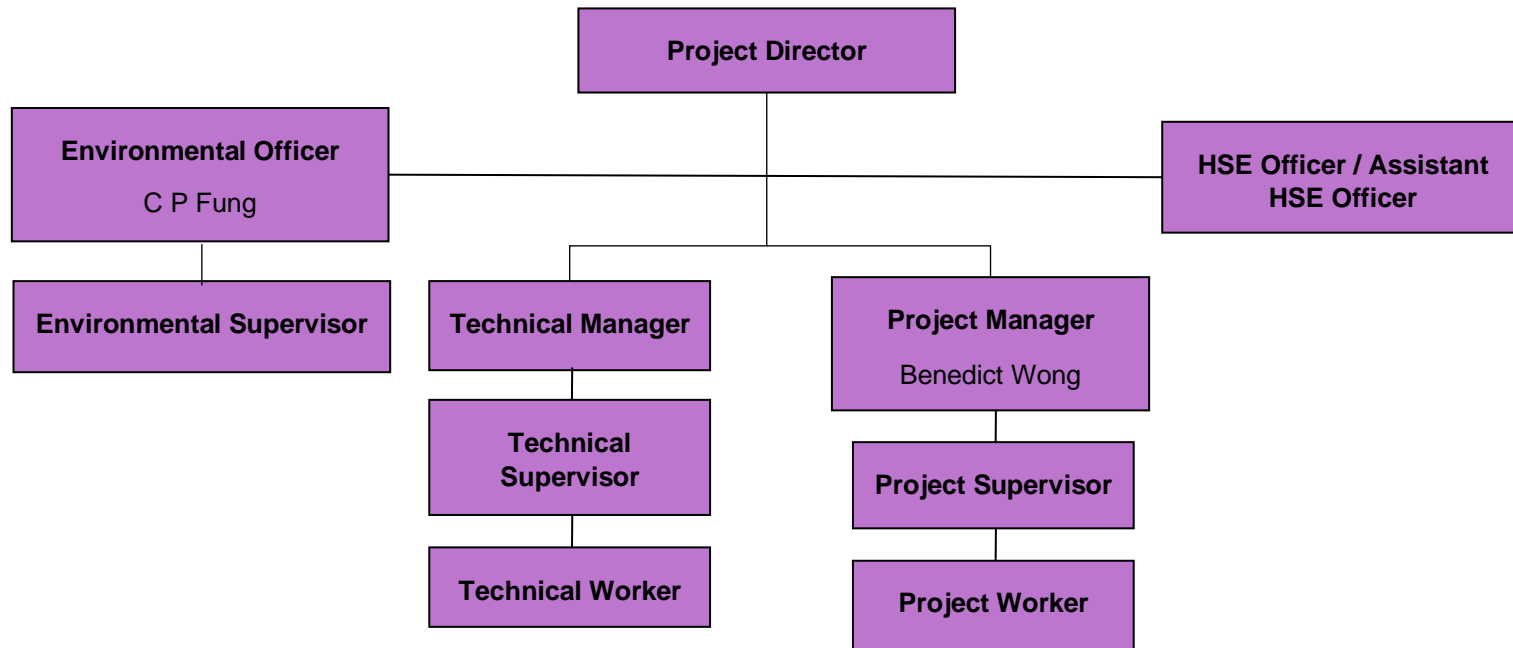 Project Director
Environmental Officer
C P Fung
HSE Officer / Assistant
HSE Officer
Environmental Supervisor
Technical Manager
Project Manager
Benedict Wong
Technical
Supervisor
Project Supervisor
Technical Worker
Project Worker